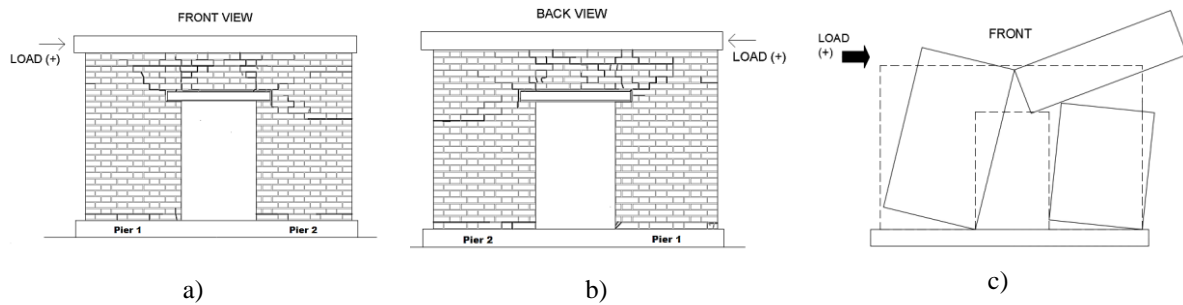 FRONT VIEW
LOAD (+)
Pier 1
Pier 2
a)
BACK VIEW
LOAD (+)
Pier 2
Pier 1
b)
LOAD
(+)
FRONT
c)